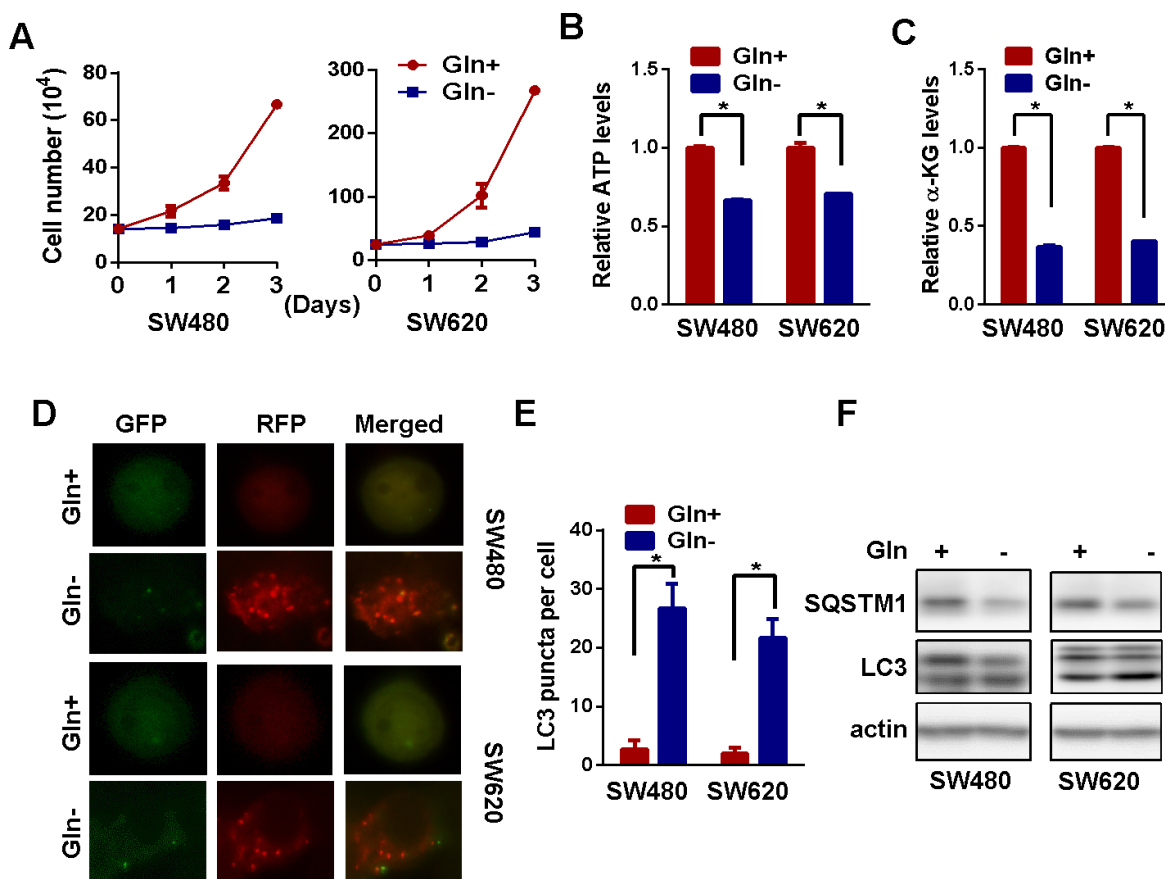 A
Cell number (10⁴)
80
60
40
20
0
0 1 2 3
SW480
(Days)
300
200
100
0
0 1 2 3
SW620
Gln+
Gln-
B
Gln+
Gln-
Relative ATP levels
1.5
1.0
0.5
0.0
* *
SW480 SW620
C
Gln+
Gln-
Relative α-KG levels
1.5
1.0
0.5
0.0
* *
SW480 SW620
D
GFP RFP Merged
Gln+
Gln-
SW480
Gln+
Gln-
SW620
E
Gln+
Gln-
LC3 puncta per cell
40
30
20
10
0
* *
SW480 SW620
F
Gln + - + -
SQSTM1
LC3
actin
SW480 SW620